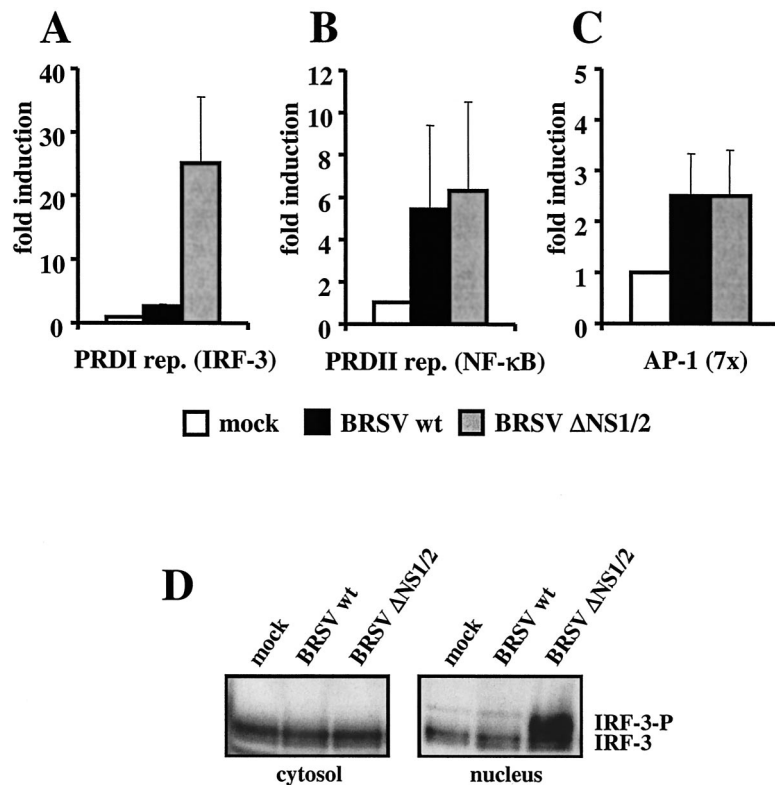 A
fold induction
40
30
20
10
0
PRDI rep. (IRF-3)
B
fold induction
12
10
8
6
4
2
0
PRDII rep. (NF-κB)
C
fold induction
5
4
3
2
1
0
AP-1 (7x)
mock BRSV wt BRSV ΔNS1/2
D
mock
BRSV wt
BRSV ΔNS1/2
mock
BRSV wt
BRSV ΔNS1/2
IRF-3-P
IRF-3
cytosol
nucleus